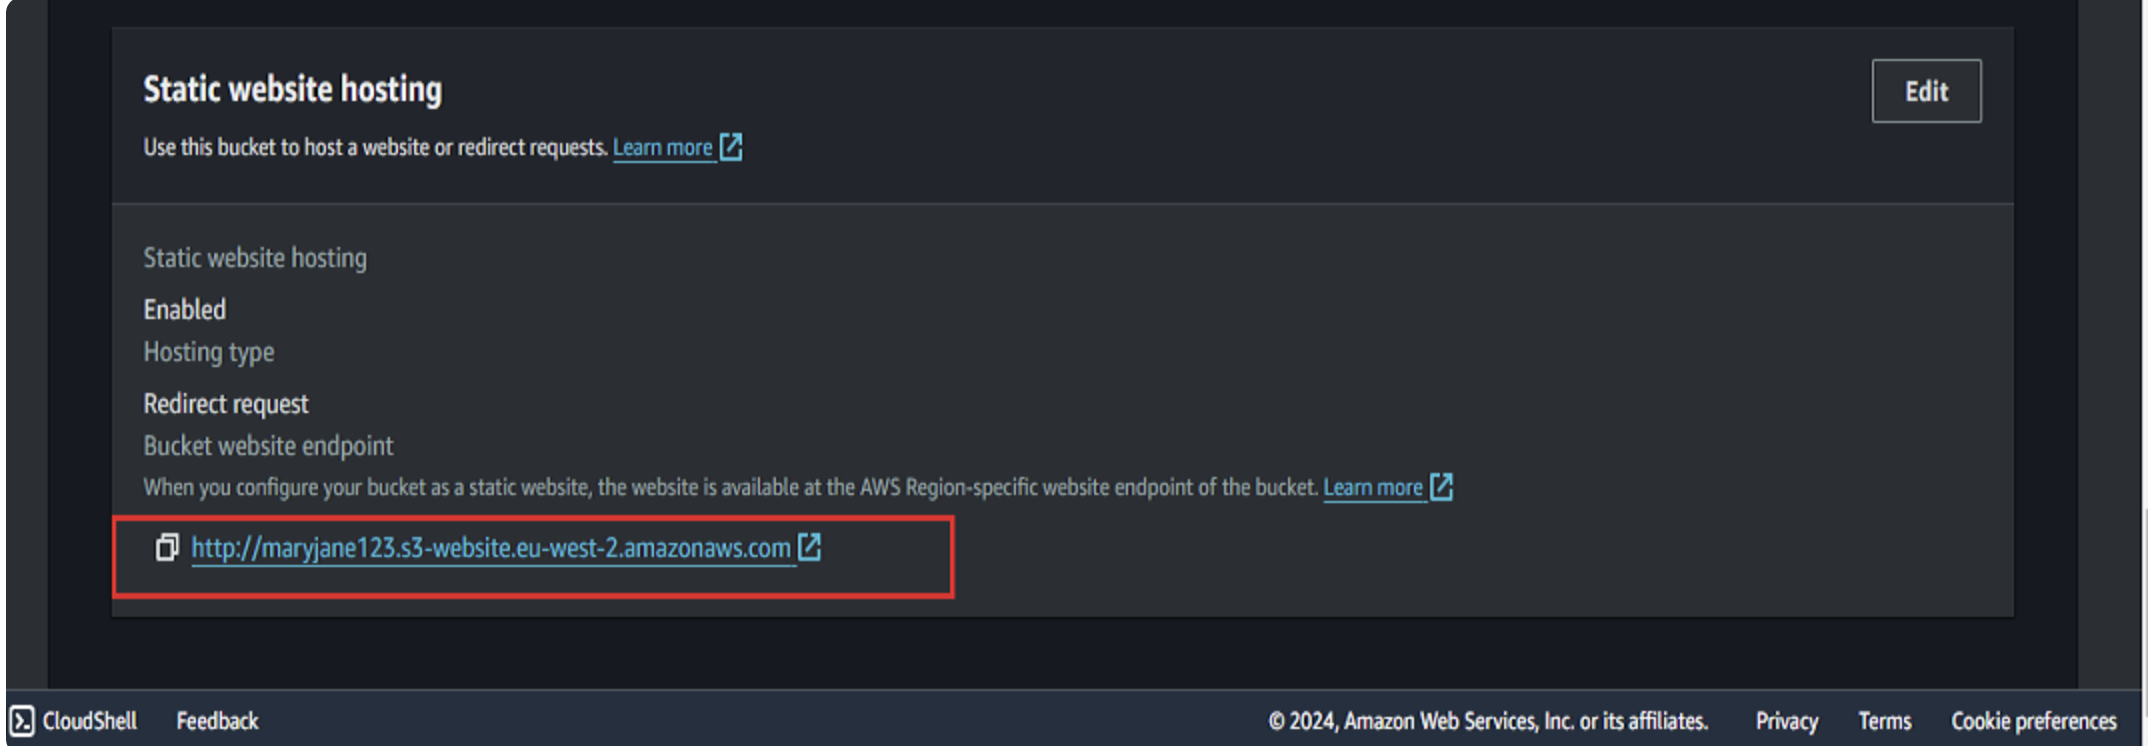 Static website hosting
Edit
Use this bucket to host a website or redirect requests. Learn more
Static website hosting
Enabled
Hosting type
Redirect request
Bucket website endpoint
When you configure your bucket as a static website, the website is available at the AWS Region-specific website endpoint of the bucket. Learn more
http://maryjane123.s3-website.eu-west-2.amazonaws.com
CloudShell Feedback © 2024, Amazon Web Services, Inc. or its affiliates. Privacy Terms Cookie preferences